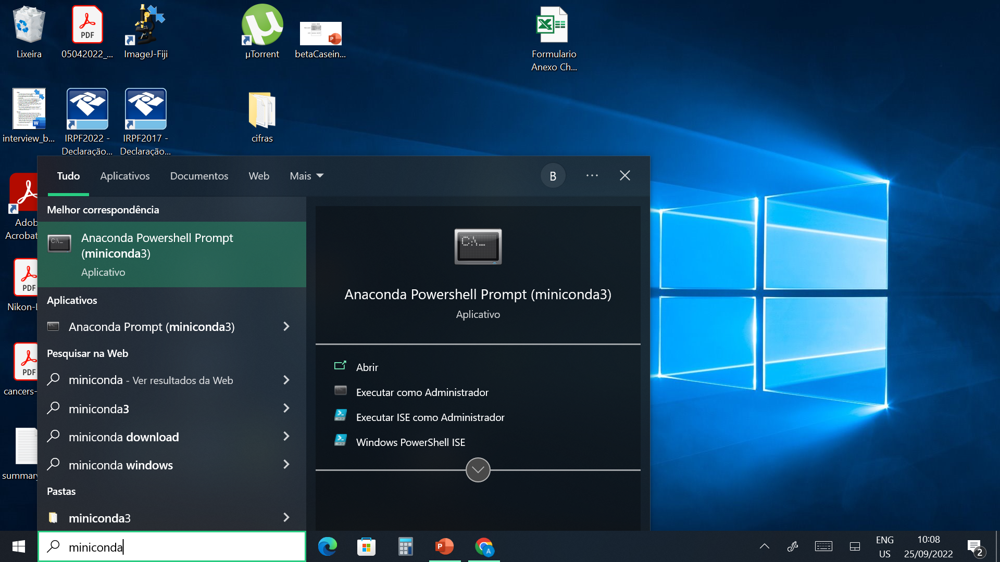 Lixeira
05042022_...
ImageJ-Fiji
µTorrent
betaCasein...
Formulario
Anexo Ch...
interview_b...
IRPF2022 -
Declaração...
IRPF2017 -
Declaração...
cifras
Adob
Acrobat
PDF
Nikon-L
PDF
cancers-
summary
Tudo
Aplicativos
Documentos
Web
Mais
B
Melhor correspondência
Anaconda Powershell Prompt
(miniconda3)
Aplicativo
Aplicativos
Anaconda Prompt (miniconda3)
Pesquisar na Web
miniconda - Ver resultados da Web
miniconda3
miniconda download
miniconda windows
Pastas
miniconda3
miniconda
C:\_
Anaconda Powershell Prompt (miniconda3)
Aplicativo
Abrir
Executar como Administrador
Executar ISE como Administrador
Windows PowerShell ISE
ENG
US
10:08
25/09/2022
2